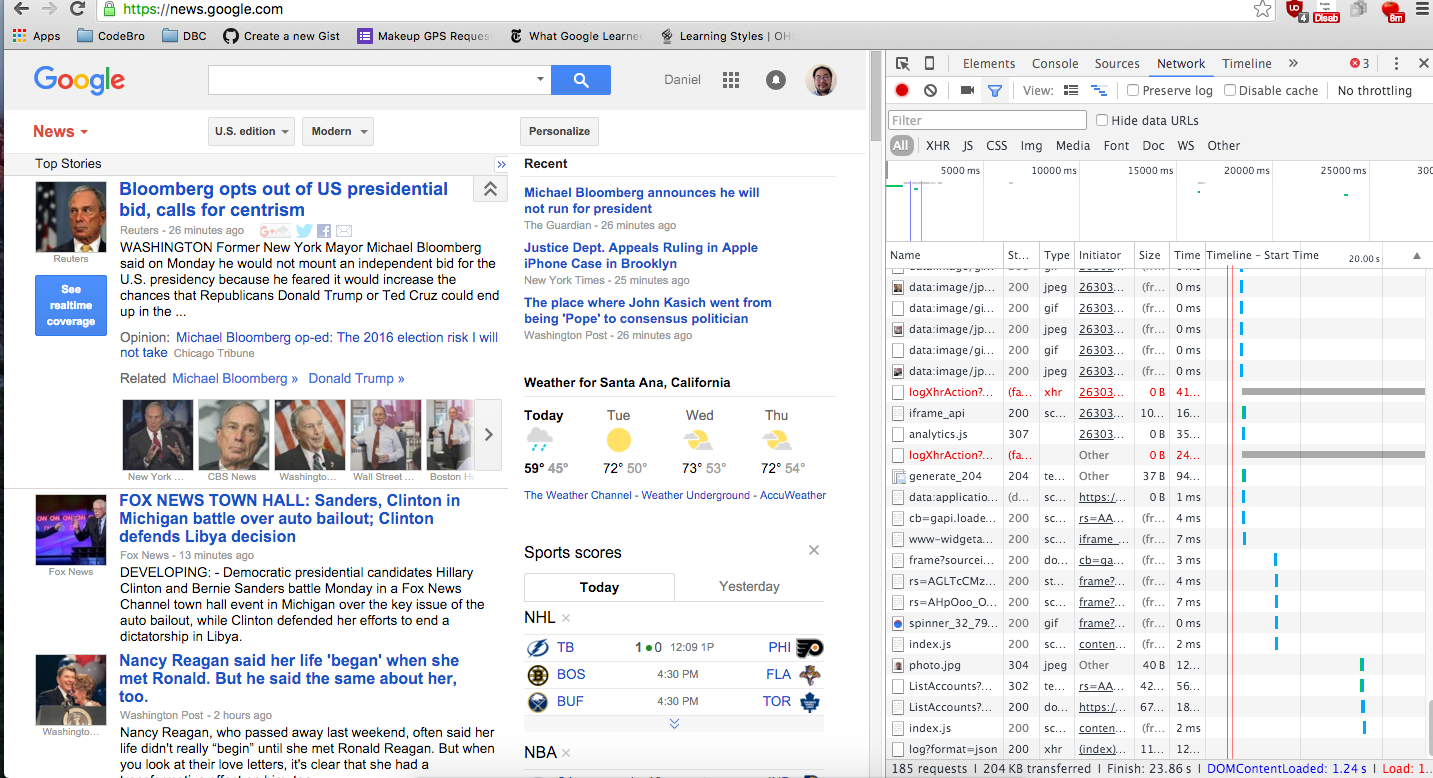 https://news.google.com
4
Disab
8m
Apps CodeBro DBC Create a new Gist Makeup GPS Reques What Google Learne Learning Styles | OH
Google
Daniel
News
U.S. edition
Modern
Personalize
Top Stories
Bloomberg opts out of US presidential
bid, calls for centrism
Reuters - 26 minutes ago
WASHINGTON Former New York Mayor Michael Bloomberg
said on Monday he would not mount an independent bid for the
U.S. presidency because he feared it would increase the
chances that Republicans Donald Trump or Ted Cruz could end
up in the ...
Reuters
See
realtime
coverage
Opinion: Michael Bloomberg op-ed: The 2016 election risk I will
not take Chicago Tribune
Related Michael Bloomberg » Donald Trump »
New York ... CBS News Washingto... Wall Street ... Boston He
FOX NEWS TOWN HALL: Sanders, Clinton in
Michigan battle over auto bailout; Clinton
defends Libya decision
Fox News - 13 minutes ago
Fox News
DEVELOPING: - Democratic presidential candidates Hillary
Clinton and Bernie Sanders battle Monday in a Fox News
Channel town hall event in Michigan over the key issue of the
auto bailout, while Clinton defended her efforts to end a
dictatorship in Libya.
Nancy Reagan said her life 'began' when she
met Ronald. But he said the same about her,
too.
Washington Post - 2 hours ago
Washingto...
Nancy Reagan, who passed away last weekend, often said her
life didn't really “begin” until she met Ronald Reagan. But when
you look at their love letters, it's clear that she had a
Recent
Michael Bloomberg announces he will
not run for president
The Guardian - 26 minutes ago
Justice Dept. Appeals Ruling in Apple
iPhone Case in Brooklyn
New York Times - 25 minutes ago
The place where John Kasich went from
being 'Pope' to consensus politician
Washington Post - 26 minutes ago
Weather for Santa Ana, California
Today Tue Wed Thu
59° 45° 72° 50° 73° 53° 72° 54°
The Weather Channel - Weather Underground - AccuWeather
Sports scores
Today Yesterday
NHL
TB 1 0 12:09 1P PHI
BOS 4:30 PM FLA
BUF 4:30 PM TOR
NBA
Elements Console Sources Network Timeline » 3
View: Preserve log Disable cache No throttling
Filter Hide data URLs
All XHR JS CSS Img Media Font Doc WS Other
5000 ms 10000 ms 15000 ms 20000 ms 25000 ms 300
Name St... Type Initiator Size Time Timeline – Start Time 20.00 s
data:image/jp... 200 jpeg 26303... (fr... 0 ms
data:image/gi... 200 gif 26303... (fr... 0 ms
data:image/jp... 200 jpeg 26303... (fr... 0 ms
data:image/gi... 200 gif 26303... (fr... 0 ms
data:image/jp... 200 jpeg 26303... (fr... 0 ms
logXhrAction?... (fa... xhr 26303... 0 B 41...
iframe_api 200 sc... 26303... 10... 16...
analytics.js 307 26303... 0 B 35...
logXhrAction?... (fa... Other 0 B 24...
generate_204 204 te... Other 37 B 94...
data:applicatio... (d... sc... https:/... 0 B 1 ms
cb=gapi.loade... 200 sc... rs=AA... (fr... 4 ms
www-widgeta... 200 sc... iframe_... (fr... 7 ms
frame?sourcei... 200 do... cb=ga... (fr... 3 ms
rs=AGLTcCMz... 200 st... frame?... (fr... 4 ms
rs=AHpOoo_O... 200 sc... frame?... (fr... 7 ms
spinner_32_79... 200 gif frame?... (fr... 0 ms
index.js 200 sc... conten... (fr... 2 ms
photo.jpg 304 jpeg Other 40 B 12...
ListAccounts?... 302 te... rs=AA... 42... 56...
ListAccounts?... 200 do... https:/... 67... 18...
index.js 200 sc... conten... (fr... 2 ms
log?format=json 200 xhr (index) 11... 12...
185 requests | 204 KB transferred | Finish: 23.86 s | DOMContentLoaded: 1.24 s | Load: 1...